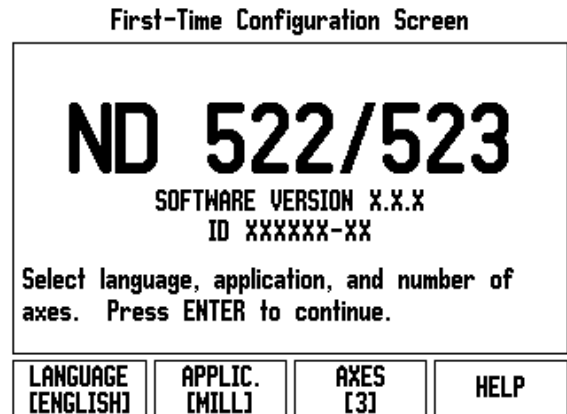 First-Time Configuration Screen
ND 522/523
SOFTWARE VERSION X.X.X
ID XXXXXX-XX
Select language, application, and number of
axes. Press ENTER to continue.
LANGUAGE APPLIC. AXES HELP
[ENGLISH] [MILL] [3]